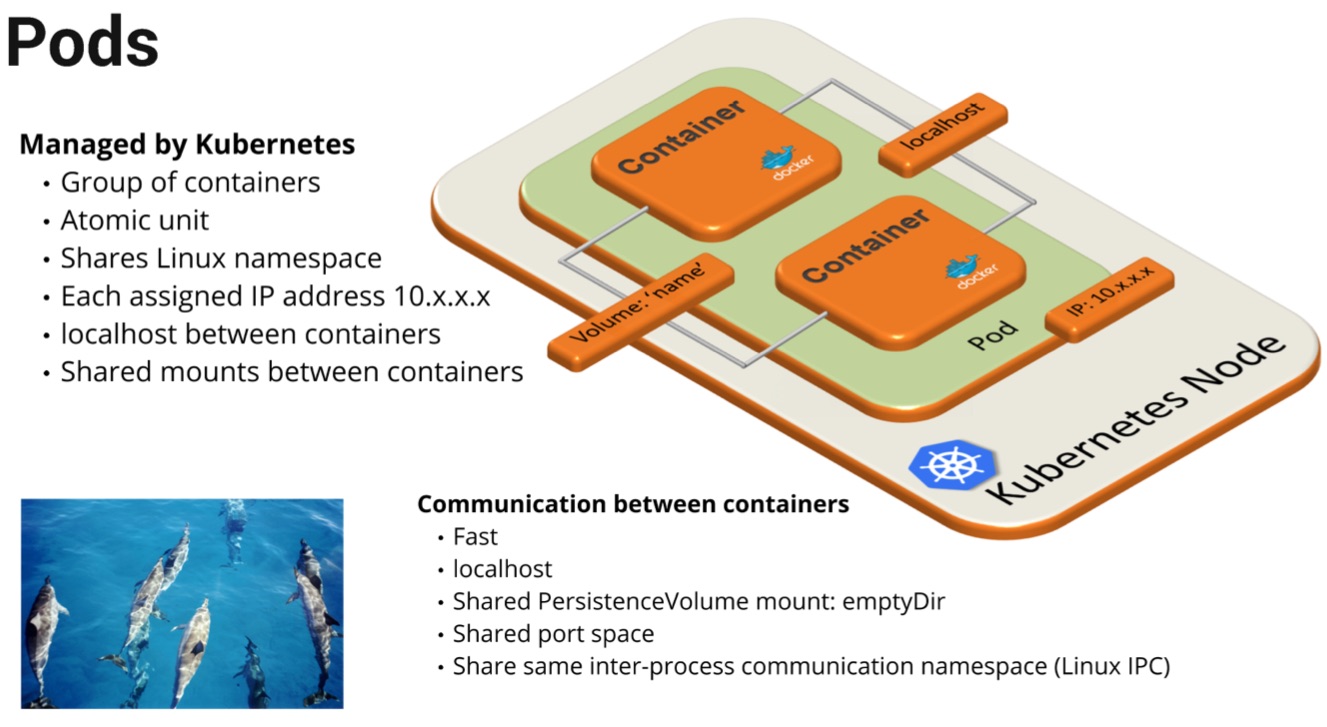 Pods
Managed by Kubernetes
• Group of containers
• Atomic unit
• Shares Linux namespace
• Each assigned IP address 10.x.x.x
• localhost between containers
• Shared mounts between containers
Container
docker
localhost
Container
docker
Volume: 'name'
IP: 10.x.x.x
Pod
Kubernetes Node
Communication between containers
• Fast
• localhost
• Shared PersistenceVolume mount: emptyDir
• Shared port space
• Share same inter-process communication namespace (Linux IPC)